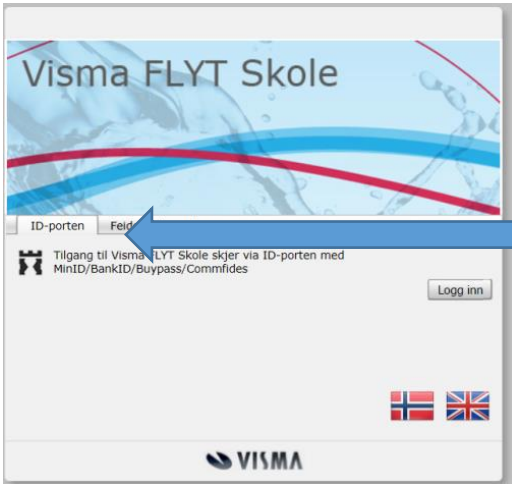 Visma FLYT Skole
ID-porten
Tilgang til Visma FLYT Skole skjer via ID-porten med
MinID/BankID/Buypass/Commfides
Logg inn
VISMA